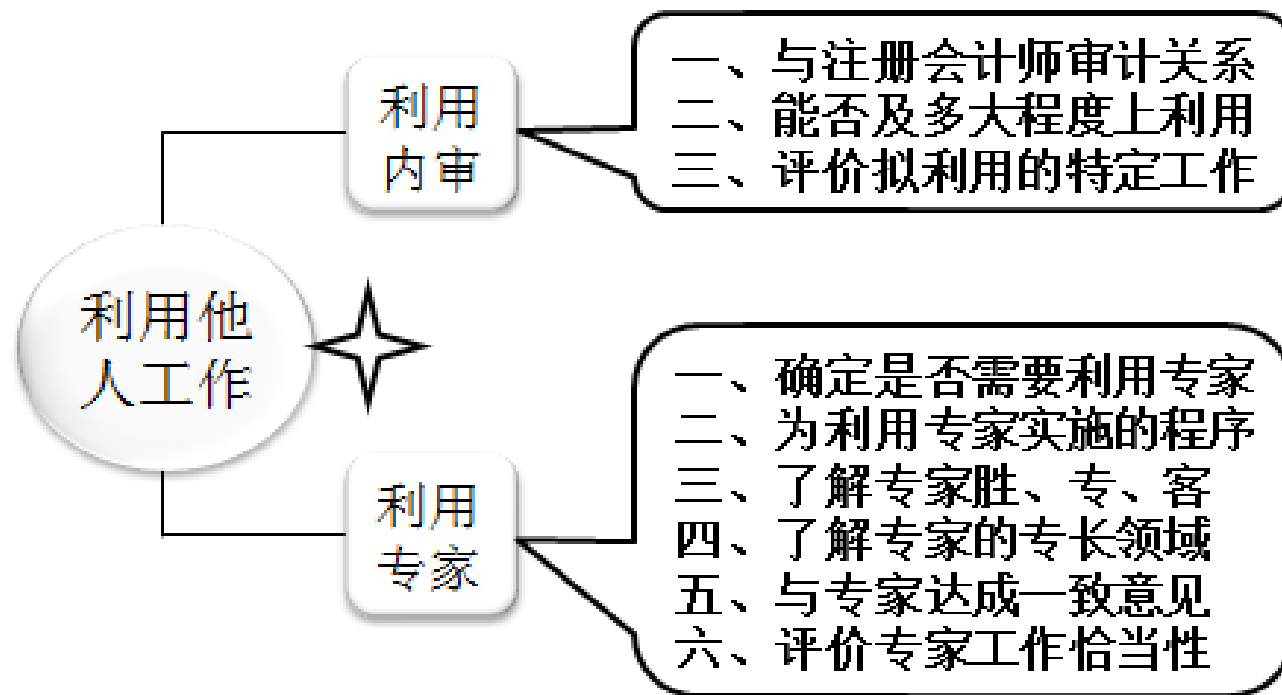 利用他
人工作
利用
内审
一、与注册会计师审计关系
二、能否及多大程度上利用
三、评价拟利用的特定工作
利用
专家
一、确定是否需要利用专家
二、为利用专家实施的程序
三、了解专家胜、专、客
四、了解专家的专长领域
五、与专家达成一致意见
六、评价专家工作恰当性